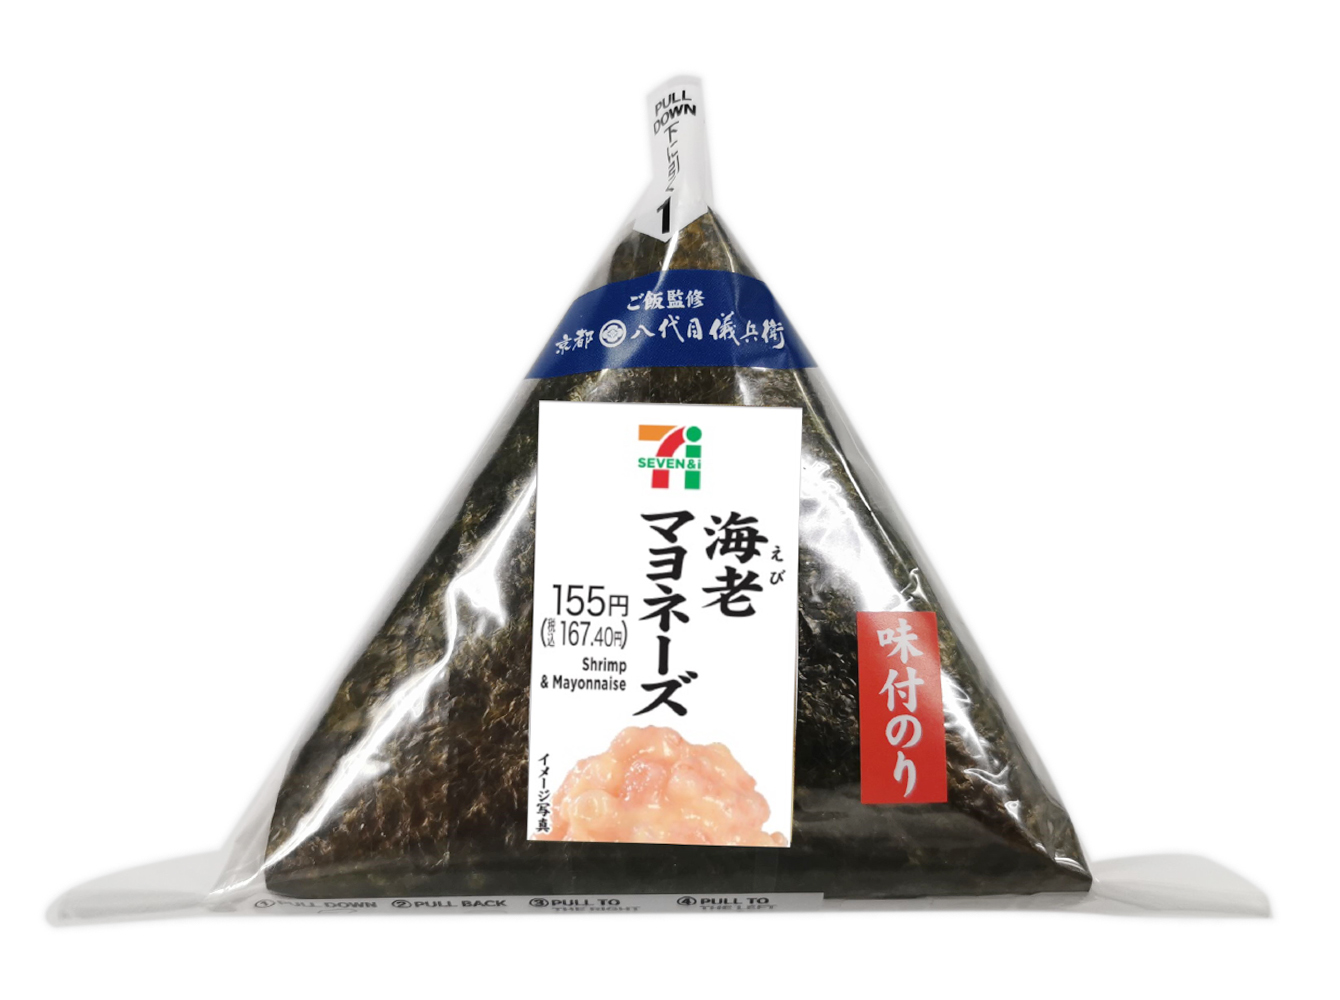 PULL
DOWN
下に引く
1
ご飯監修
京都 八代目儀兵衛
SEVEN&i
海老
えび
マヨネーズ
155円
(税込 167.40円)
Shrimp
& Mayonnaise
イメージ写真
味付のり
①PULL DOWN ②PULL BACK ③PULL TO ④PULL TO
THE RIGHT THE LEFT